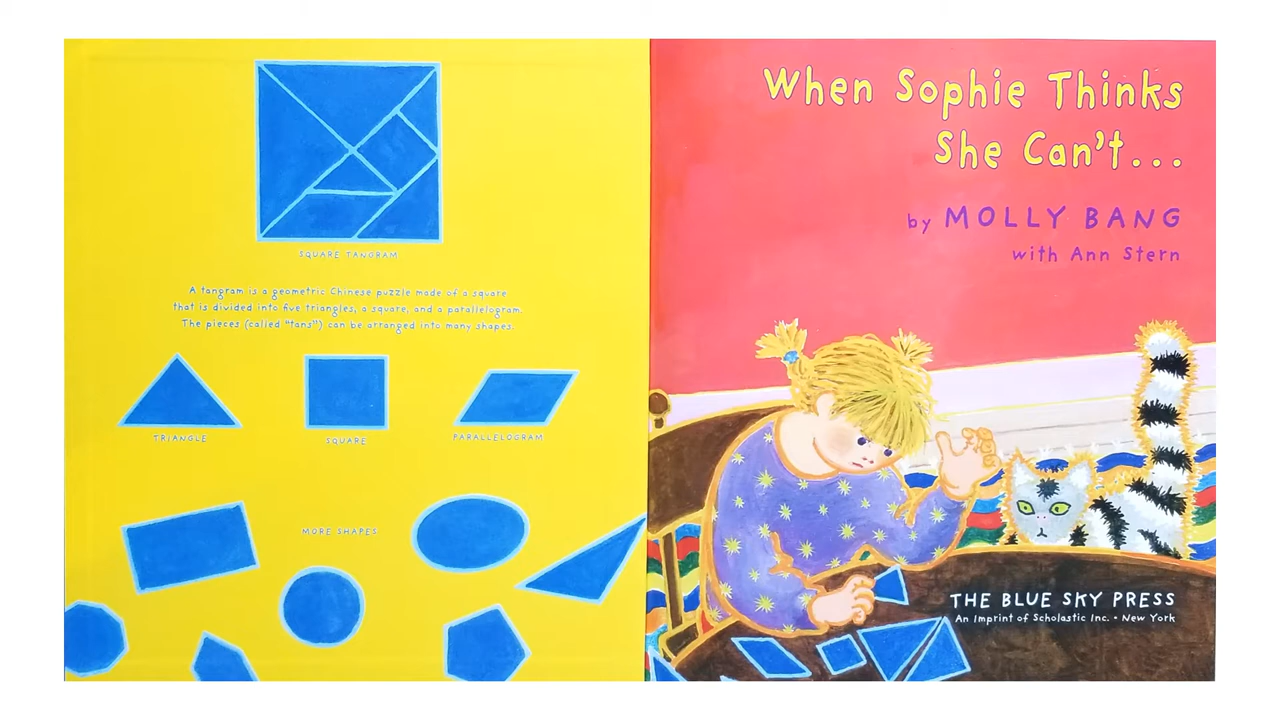 SQUARE TANGRAM
A tangram is a geometric Chinese puzzle made of a square
that is divided into five triangles, a square, and a parallelogram.
The pieces (called "tans") can be arranged into many shapes.
TRIANGLE
SQUARE
PARALLELOGRAM
MORE SHAPES
When Sophie Thinks
She Can't...
by MOLLY BANG
with Ann Stern
THE BLUE SKY PRESS
An Imprint of Scholastic Inc. • New York